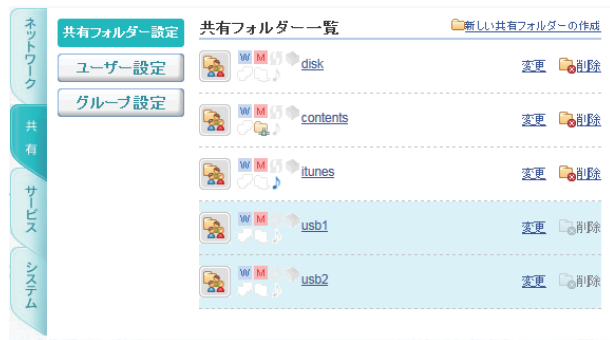 ネットワーク
共有
サービス
システム
共有フォルダー設定
ユーザー設定
グループ設定
共有フォルダー一覧
新しい共有フォルダーの作成
W M disk 変更 削除
W M contents 変更 削除
W M itunes 変更 削除
W M usb1 変更 削除
W M usb2 変更 削除